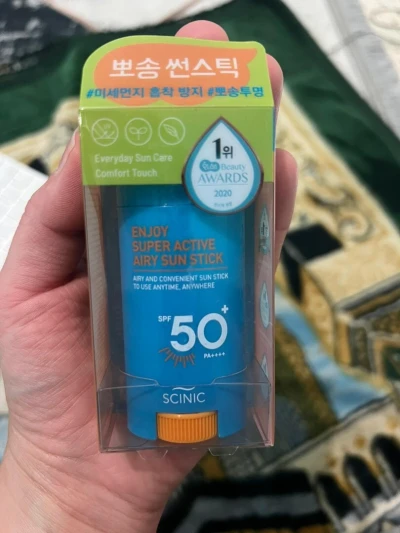 뽀송 썬스틱
#미세먼지 흡착 방지 #뽀송투명
Everyday Sun Care
Comfort Touch
1위
Beauty
AWARDS
2020
ENJOY
SUPER ACTIVE
AIRY SUN STICK
AIRY AND CONVENIENT SUN STICK
TO USE ANYTIME, ANYWHERE
SPF 50+
PA++++
SCINIC